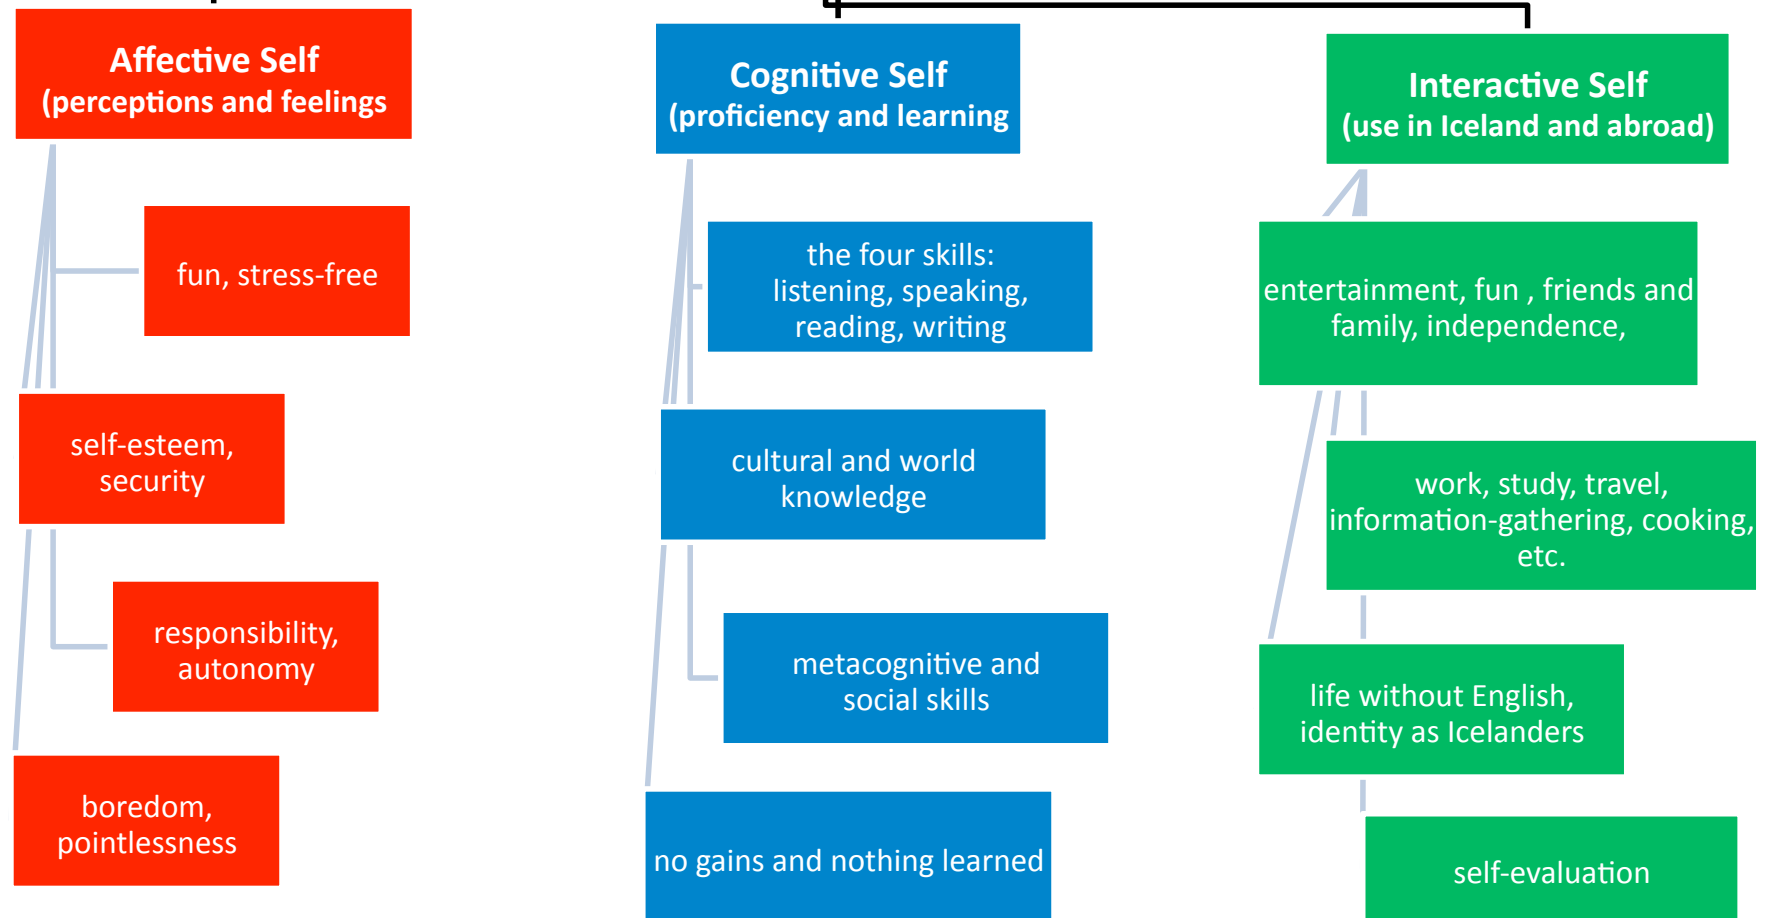 Affective Self
(perceptions and feelings
fun, stress-free
self-esteem,
security
responsibility,
autonomy
boredom,
pointlessness
Cognitive Self
(proficiency and learning
the four skills:
listening, speaking,
reading, writing
cultural and world
knowledge
metacognitive and
social skills
no gains and nothing learned
Interactive Self
(use in Iceland and abroad)
entertainment, fun , friends and
family, independence,
work, study, travel,
information-gathering, cooking,
etc.
life without English,
identity as Icelanders
self-evaluation